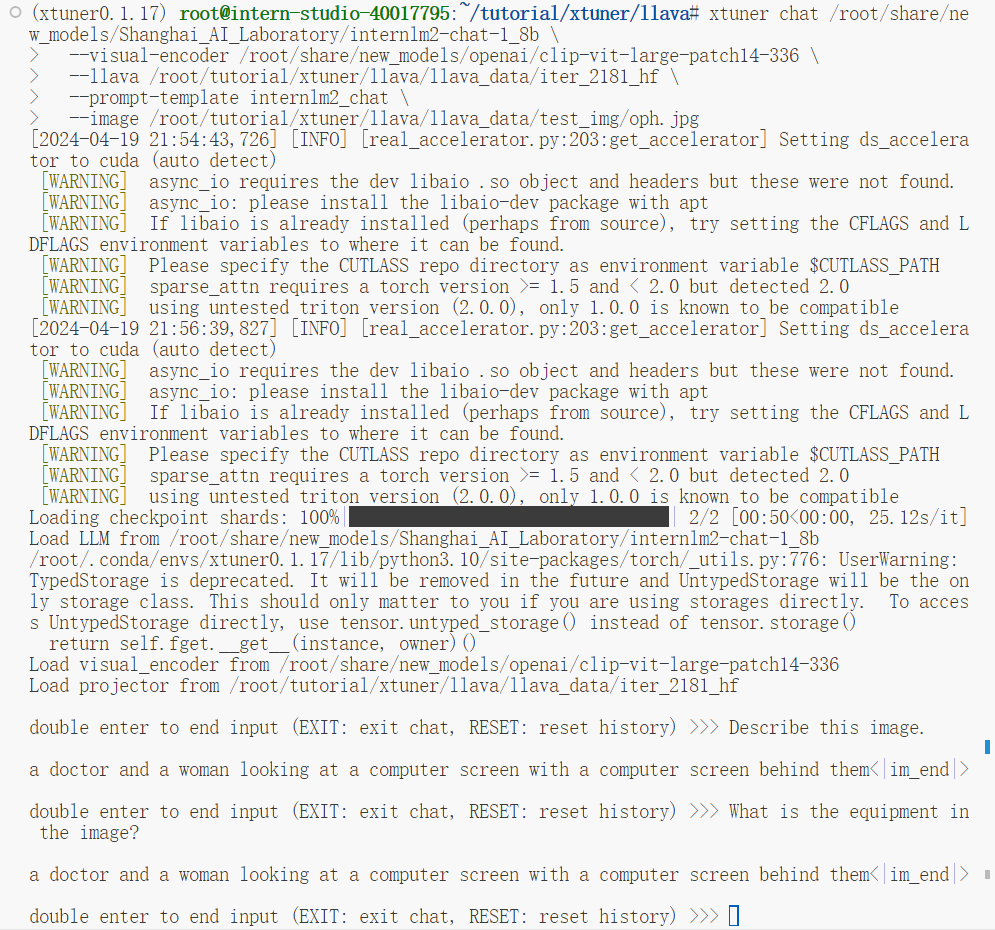 (xtuner0.1.17) root@intern-studio-40017795:~/tutorial/xtuner/llava# xtuner chat /root/share/ne
w_models/Shanghai_AI_Laboratory/internlm2-chat-1_8b \
>   --visual-encoder /root/share/new_models/openai/clip-vit-large-patch14-336 \
>   --llava /root/tutorial/xtuner/llava/llava_data/iter_2181_hf \
>   --prompt-template internlm2_chat \
>   --image /root/tutorial/xtuner/llava/llava_data/test_img/oph.jpg
[2024-04-19 21:54:43,726] [INFO] [real_accelerator.py:203:get_accelerator] Setting ds_accelera
tor to cuda (auto detect)
 [WARNING]  async_io requires the dev libaio .so object and headers but these were not found.
 [WARNING]  async_io: please install the libaio-dev package with apt
 [WARNING]  If libaio is already installed (perhaps from source), try setting the CFLAGS and L
DFLAGS environment variables to where it can be found.
 [WARNING]  Please specify the CUTLASS repo directory as environment variable $CUTLASS_PATH
 [WARNING]  sparse_attn requires a torch version >= 1.5 and < 2.0 but detected 2.0
 [WARNING]  using untested triton version (2.0.0), only 1.0.0 is known to be compatible
[2024-04-19 21:56:39,827] [INFO] [real_accelerator.py:203:get_accelerator] Setting ds_accelera
tor to cuda (auto detect)
 [WARNING]  async_io requires the dev libaio .so object and headers but these were not found.
 [WARNING]  async_io: please install the libaio-dev package with apt
 [WARNING]  If libaio is already installed (perhaps from source), try setting the CFLAGS and L
DFLAGS environment variables to where it can be found.
 [WARNING]  Please specify the CUTLASS repo directory as environment variable $CUTLASS_PATH
 [WARNING]  sparse_attn requires a torch version >= 1.5 and < 2.0 but detected 2.0
 [WARNING]  using untested triton version (2.0.0), only 1.0.0 is known to be compatible
Loading checkpoint shards: 100%|██████████| 2/2 [00:50<00:00, 25.12s/it]
Load LLM from /root/share/new_models/Shanghai_AI_Laboratory/internlm2-chat-1_8b
/root/.conda/envs/xtuner0.1.17/lib/python3.10/site-packages/torch/_utils.py:776: UserWarning: 
TypedStorage is deprecated. It will be removed in the future and UntypedStorage will be the on
ly storage class. This should only matter to you if you are using storages directly.  To acces
s UntypedStorage directly, use tensor.untyped_storage() instead of tensor.storage()
  return self.fget.__get__(instance, owner)()
Load visual_encoder from /root/share/new_models/openai/clip-vit-large-patch14-336
Load projector from /root/tutorial/xtuner/llava/llava_data/iter_2181_hf
double enter to end input (EXIT: exit chat, RESET: reset history) >>> Describe this image.
a doctor and a woman looking at a computer screen with a computer screen behind them<|im_end|>
double enter to end input (EXIT: exit chat, RESET: reset history) >>> What is the equipment in
 the image?
a doctor and a woman looking at a computer screen with a computer screen behind them<|im_end|>
double enter to end input (EXIT: exit chat, RESET: reset history) >>>